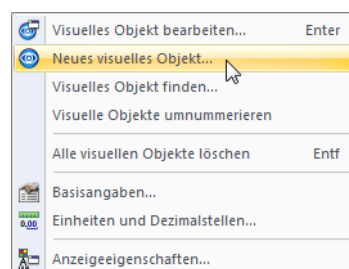 Visuelles Objekt bearbeiten... Enter
Neues visuelles Objekt...
Visuelles Objekt finden...
Visuelle Objekte umnummerieren
Alle visuellen Objekte löschen Entf
Basisangaben...
0,00 Einheiten und Dezimalstellen...
Anzeigeeigenschaften...